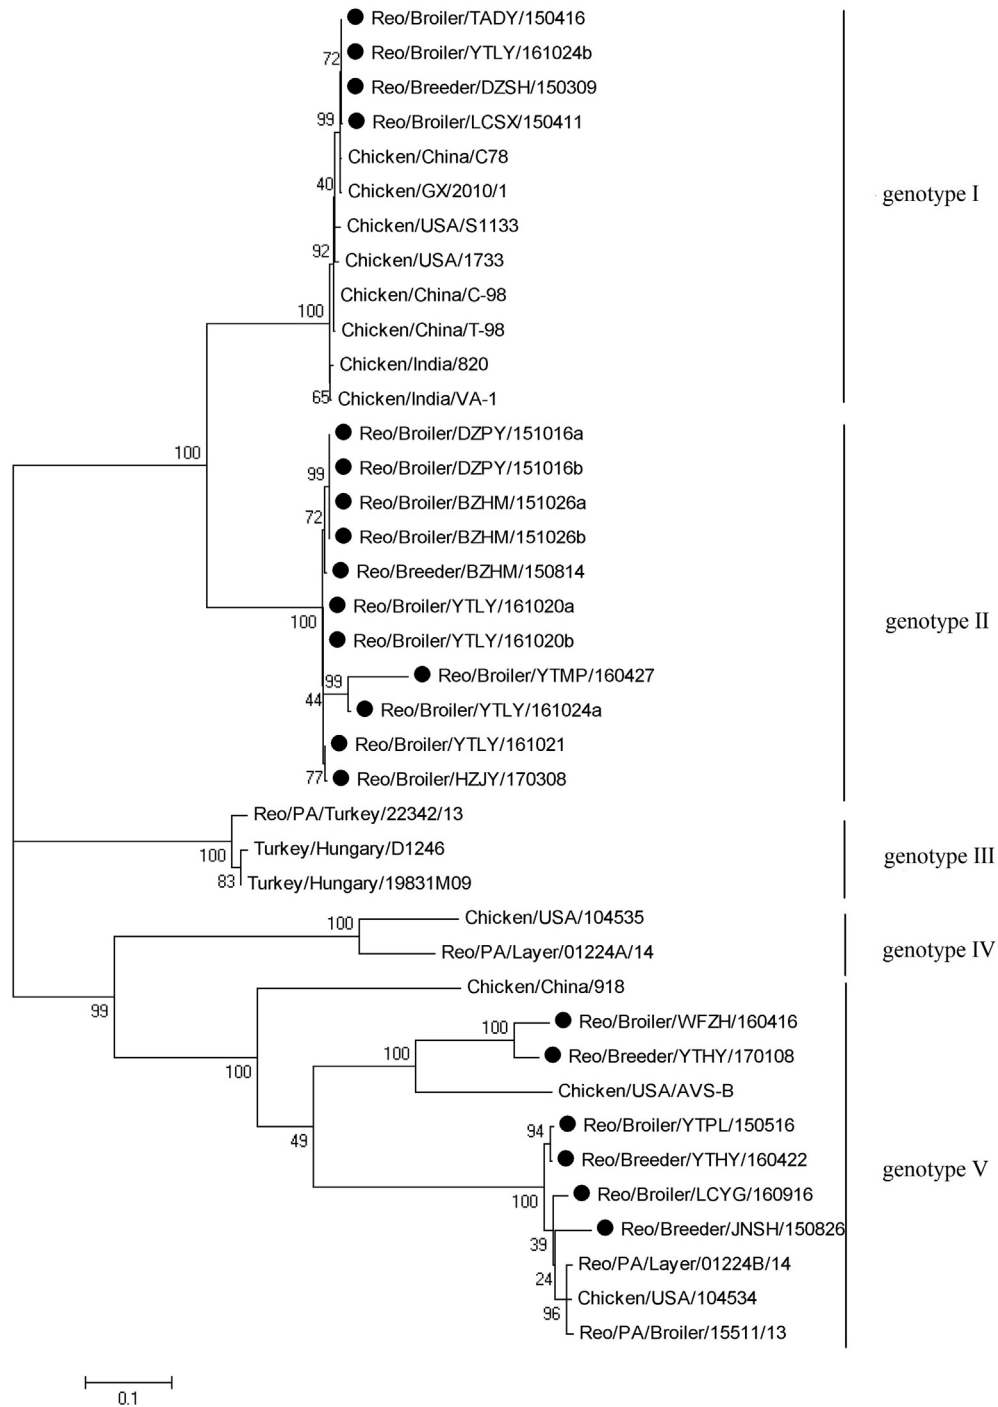 Reo/Broiler/TADY/150416
72
Reo/Broiler/YTLY/161024b
Reo/Breeder/DZSH/150309
99
Reo/Broiler/LCSX/150411
Chicken/China/C78
40
Chicken/GX/2010/1
genotype I
Chicken/USA/S1133
92
Chicken/USA/1733
Chicken/China/C-98
100
Chicken/China/T-98
Chicken/India/820
65
Chicken/India/VA-1
Reo/Broiler/DZPY/151016a
100
Reo/Broiler/DZPY/151016b
99
Reo/Broiler/BZHM/151026a
72
Reo/Broiler/BZHM/151026b
Reo/Breeder/BZHM/150814
Reo/Broiler/YTLY/161020a
100
genotype II
Reo/Broiler/YTLY/161020b
99
Reo/Broiler/YTMP/160427
44
Reo/Broiler/YTLY/161024a
Reo/Broiler/YTLY/161021
77
Reo/Broiler/HZJY/170308
Reo/PA/Turkey/22342/13
Turkey/Hungary/D1246
100
genotype III
83
Turkey/Hungary/19831M09
Chicken/USA/104535
100
Reo/PA/Layer/01224A/14
genotype IV
Chicken/China/918
99
Reo/Broiler/WFZH/160416
100
Reo/Breeder/YTHY/170108
100
100
Chicken/USA/AVS-B
Reo/Broiler/YTPL/150516
94
49
Reo/Breeder/YTHY/160422
genotype V
Reo/Broiler/LCYG/160916
100
Reo/Breeder/JNSH/150826
39
Reo/PA/Layer/01224B/14
24
Chicken/USA/104534
96
Reo/PA/Broiler/15511/13
0.1